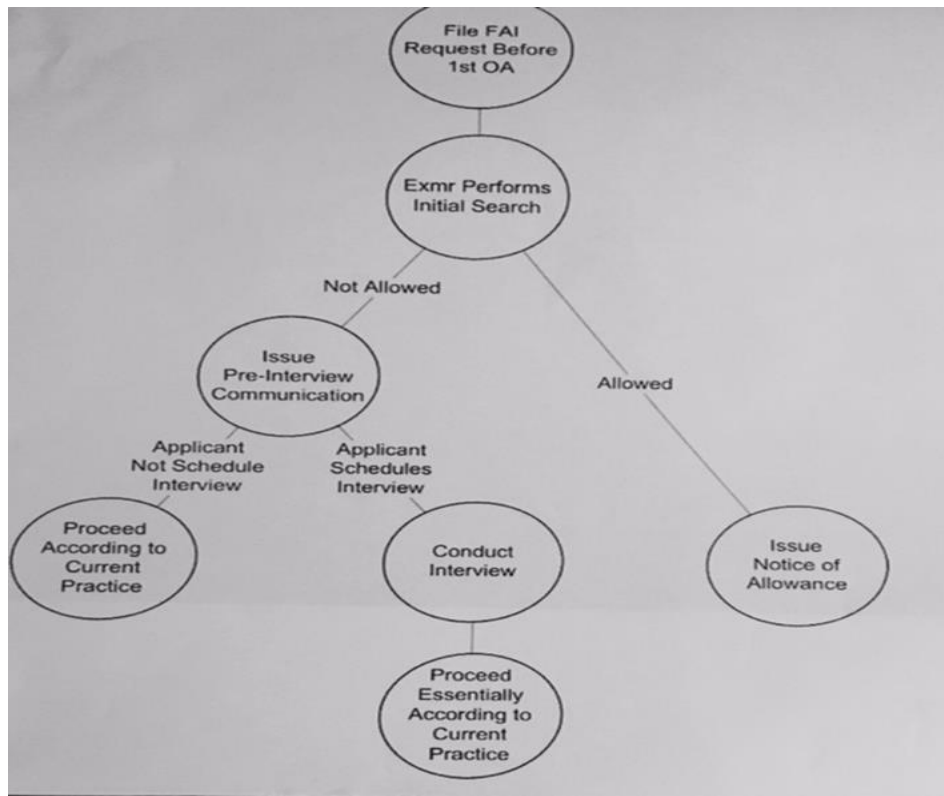 File FAI
Request Before
1st OA
Exmr Performs
Initial Search
Not Allowed
Issue
Pre-Interview
Communication
Allowed
Applicant
Not Schedule
Interview
Applicant
Schedules
Interview
Proceed
According to
Current
Practice
Conduct
Interview
Issue
Notice of
Allowance
Proceed
Essentially
According to
Current
Practice